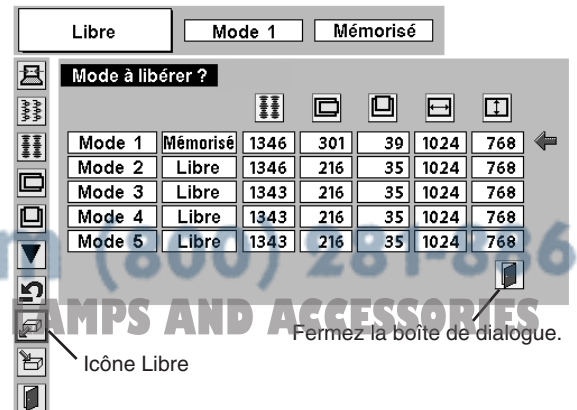 Libre Mode 1 Mémorisé
Mode à libérer ?
Mode 1 Mémorisé 1346 301 39 1024 768
Mode 2 Libre 1346 216 35 1024 768
Mode 3 Libre 1343 216 35 1024 768
Mode 4 Libre 1343 216 35 1024 768
Mode 5 Libre 1343 216 35 1024 768
(800) 281-886
AMPS AND ACCESSORIES
Fermez la boîte de dialogue.
Icône Libre